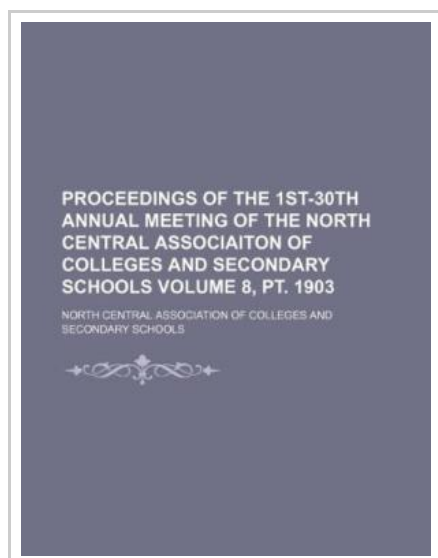 PROCEEDINGS OF THE 1ST-30TH
ANNUAL MEETING OF THE NORTH
CENTRAL ASSOCIAITON OF
COLLEGES AND SECONDARY
SCHOOLS VOLUME 8, PT. 1903
NORTH CENTRAL ASSOCIATION OF COLLEGES AND
SECONDARY SCHOOLS